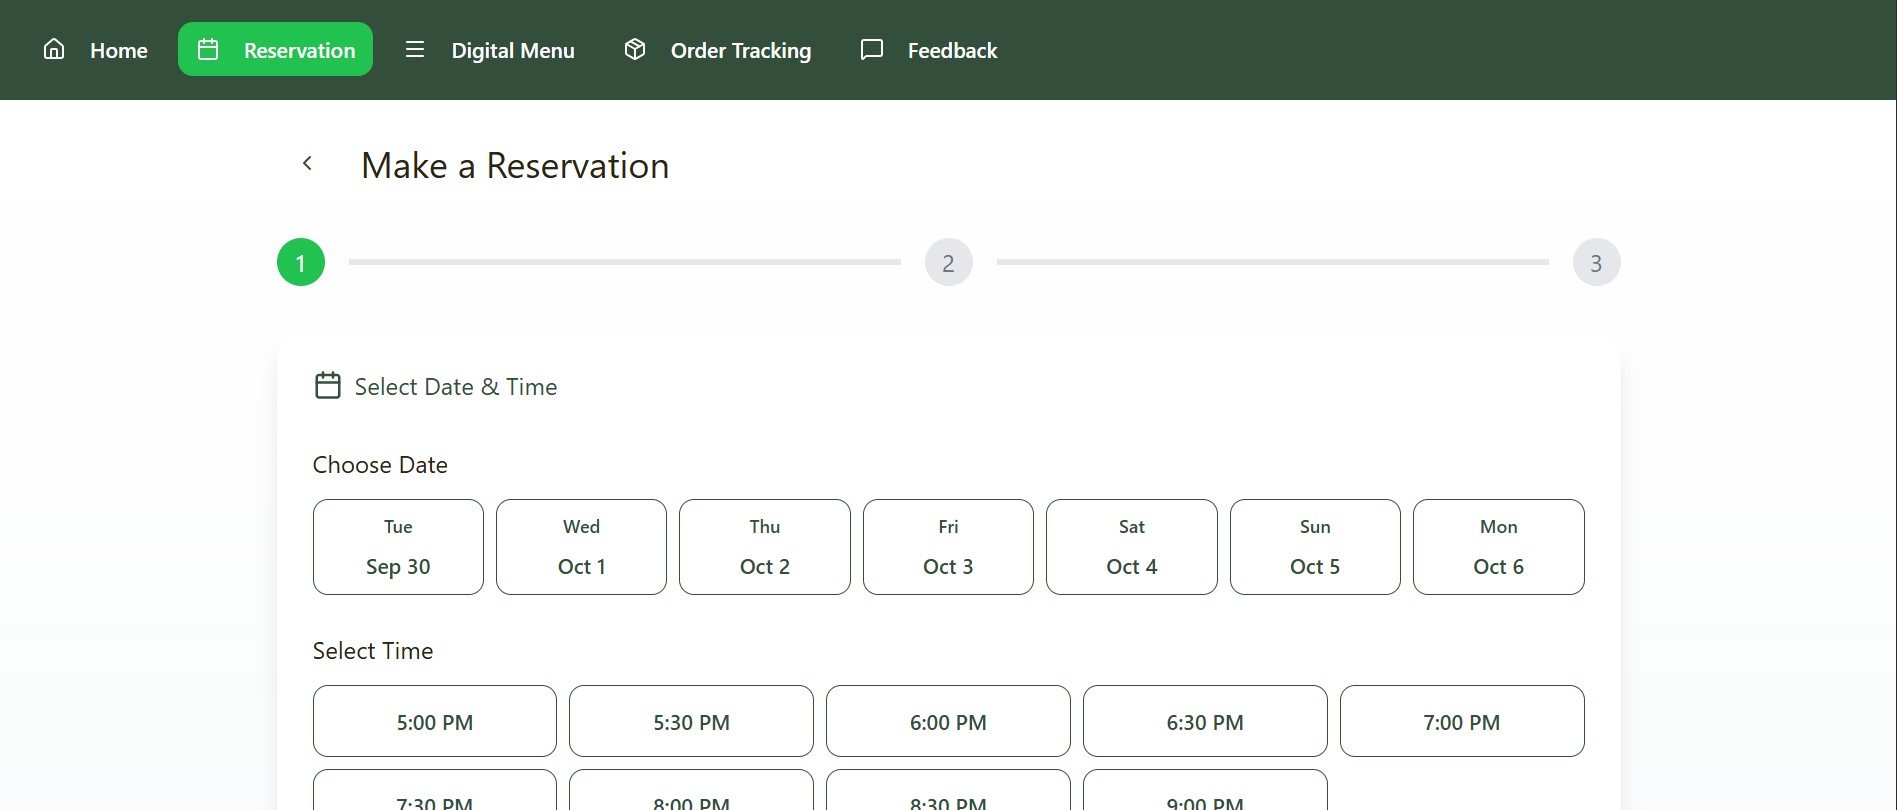 Home Reservation Digital Menu Order Tracking Feedback
Make a Reservation
1 2 3
Select Date & Time
Choose Date
Tue Wed Thu Fri Sat Sun Mon
Sep 30 Oct 1 Oct 2 Oct 3 Oct 4 Oct 5 Oct 6
Select Time
5:00 PM 5:30 PM 6:00 PM 6:30 PM 7:00 PM
7:30 PM 8:00 PM 8:30 PM 9:00 PM